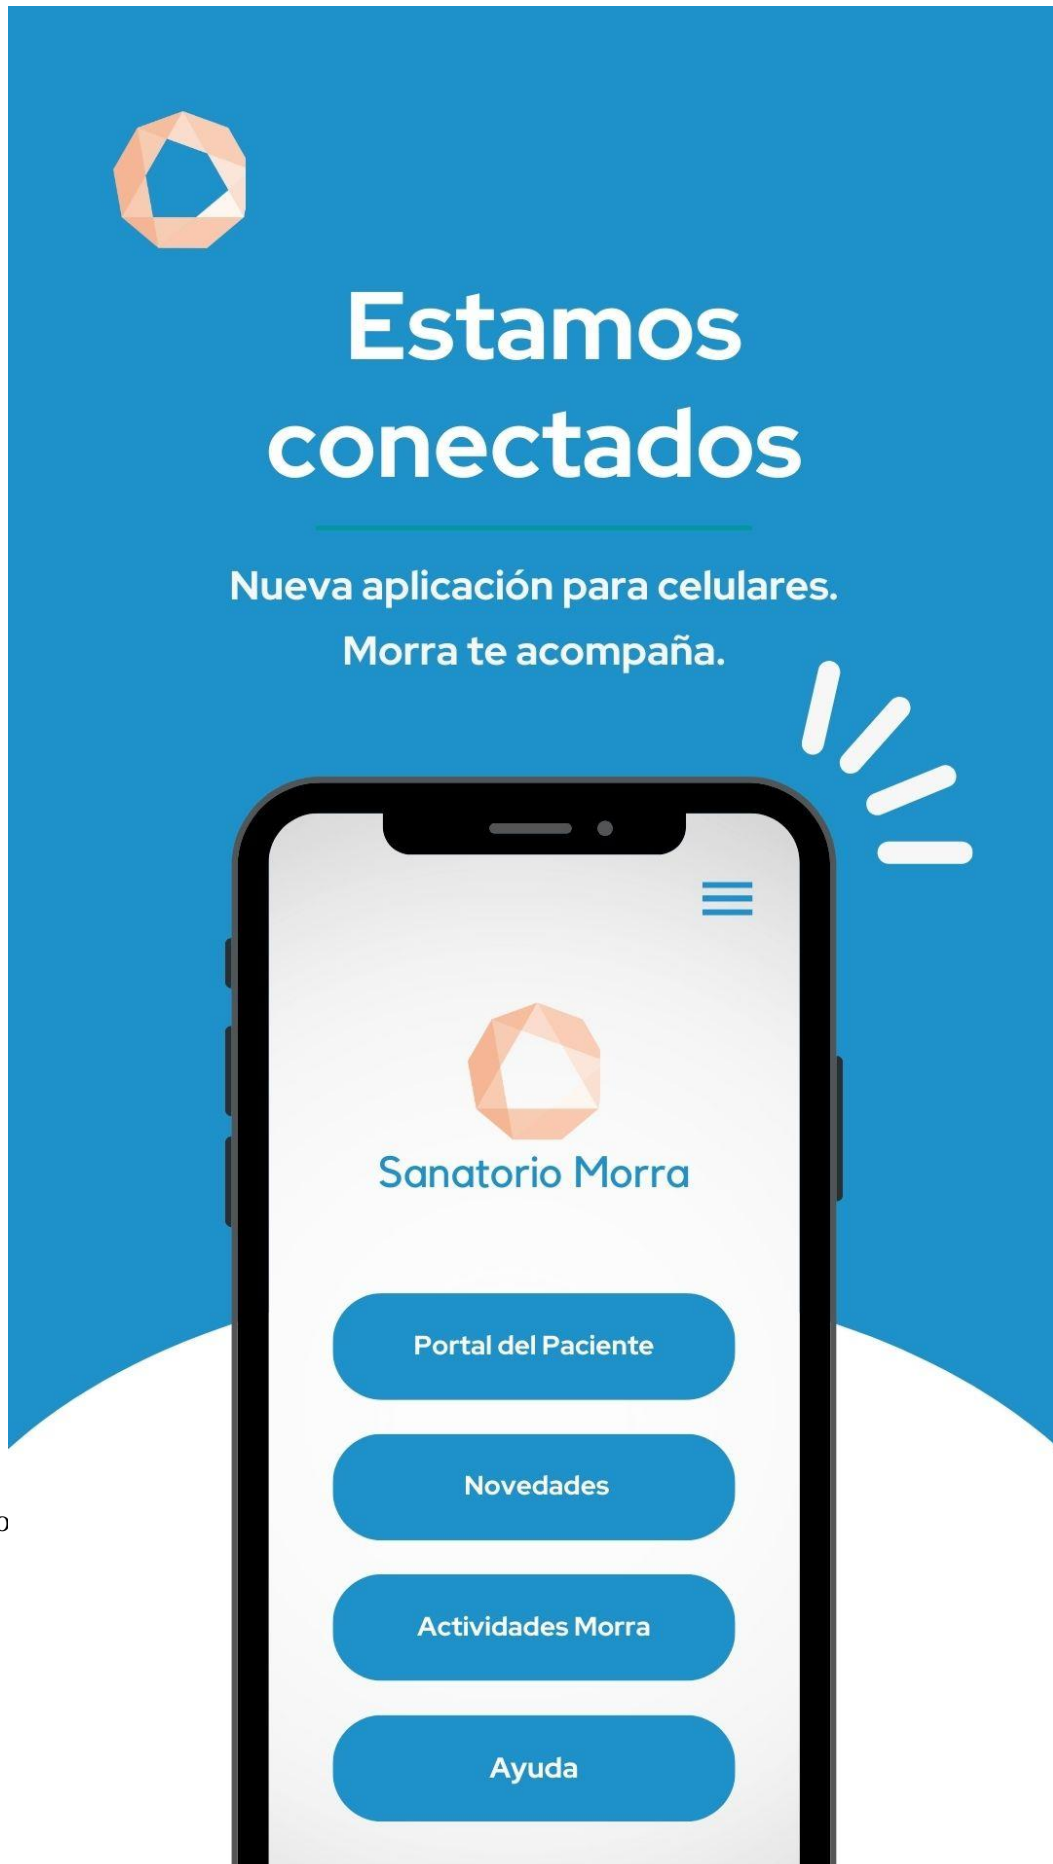 Estamos
conectados
Nueva aplicación para celulares.
Morra te acompaña.
Sanatorio Morra
Portal del Paciente
Novedades
o
Actividades Morra
Ayuda